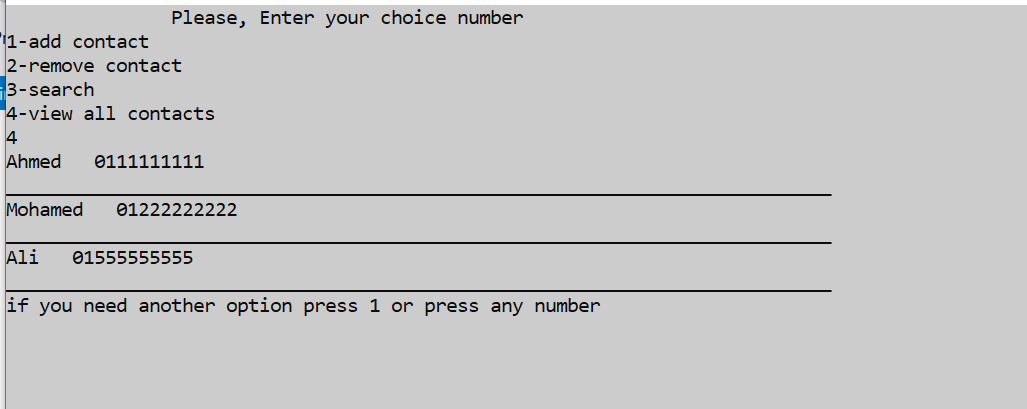 Please, Enter your choice number
1-add contact
2-remove contact
3-search
4-view all contacts
4
Ahmed   0111111111
Mohamed   01222222222
Ali   01555555555
if you need another option press 1 or press any number